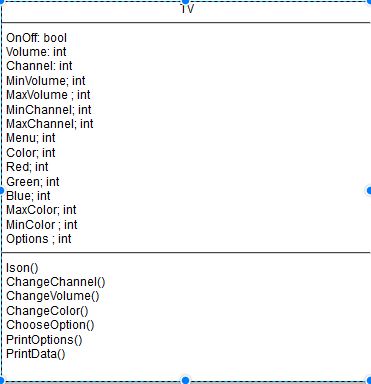 TV
OnOff: bool
Volume: int
Channel: int
MinVolume; int
MaxVolume ; int
MinChannel; int
MaxChannel; int
Menu; int
Color; int
Red; int
Green; int
Blue; int
MaxColor; int
MinColor ; int
Options ; int
Ison()
ChangeChannel()
ChangeVolume()
ChangeColor()
ChooseOption()
PrintOptions()
PrintData()